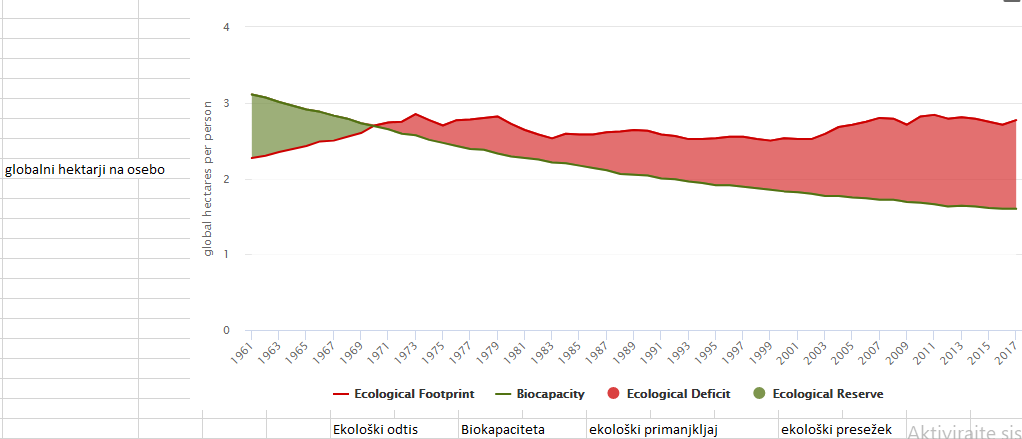 4
3
globalni hektarji na osebo
global hectares per person
2
1
0
1961 1963 1965 1967 1969 1971 1973 1975 1977 1979 1981 1983 1985 1987 1989 1991 1993 1995 1997 1999 2001 2003 2005 2007 2009 2011 2013 2015 2017
Ecological Footprint Biocapacity Ecological Deficit Ecological Reserve
Ekološki odtis Biokapaciteta ekološki primanjkljaj ekološki presežek
Aktivirajte sis